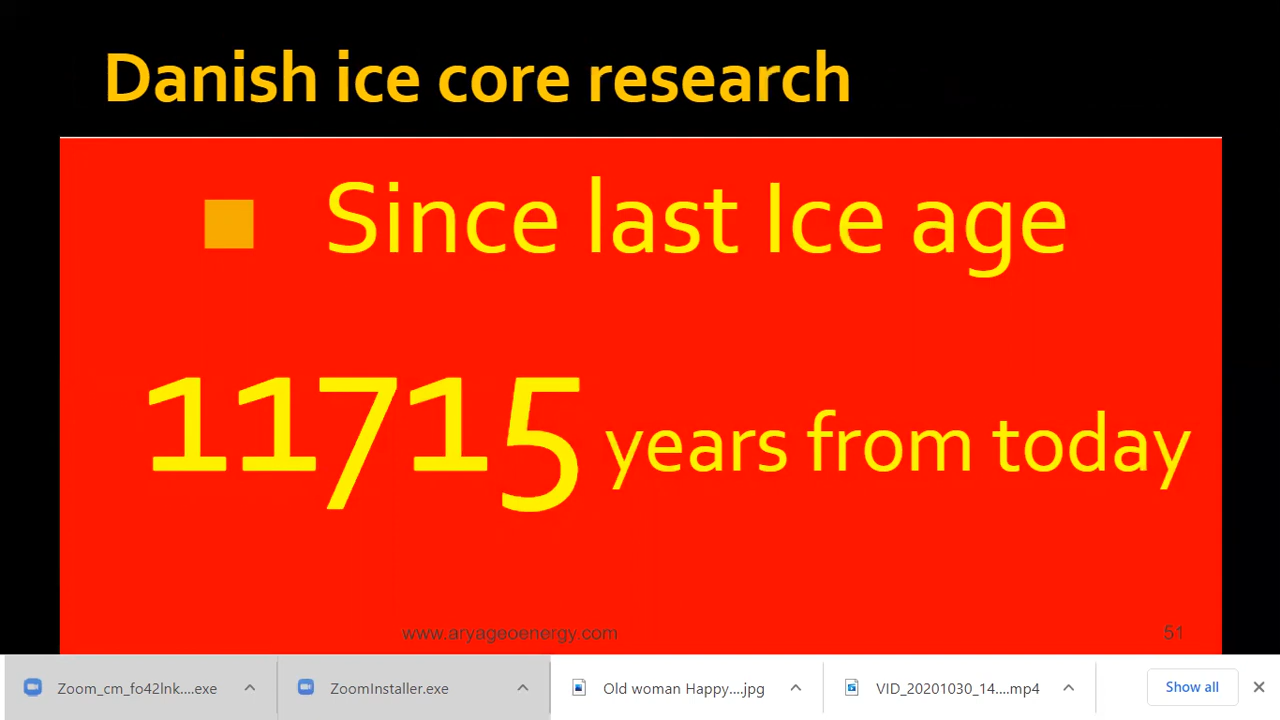 Danish ice core research
Since last Ice age
11715 years from today
www.aryageoenergy.com
51
Zoom_cm_fo42lnk....exe
ZoomInstaller.exe
Old woman Happy....jpg
VID_20201030_14....mp4
Show all